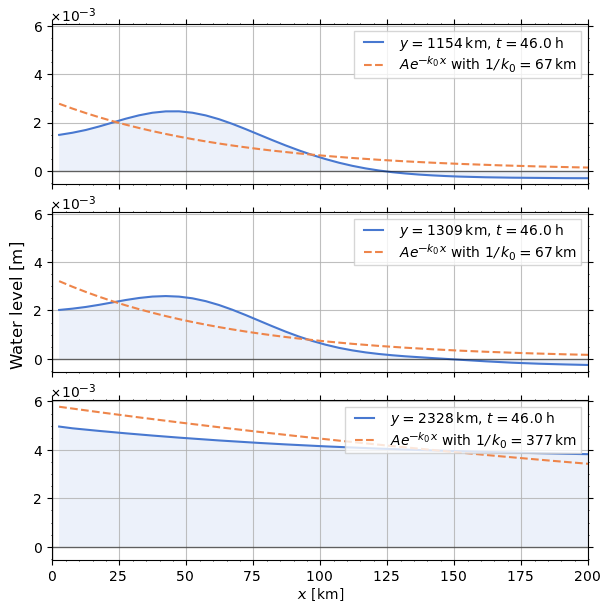 ×10⁻³
6
4
2
0
y = 1154 km, t = 46.0 h
Ae^{-k₀x} with 1/k₀ = 67 km
×10⁻³
6
4
2
0
y = 1309 km, t = 46.0 h
Ae^{-k₀x} with 1/k₀ = 67 km
Water level [m]
×10⁻³
6
4
2
0
y = 2328 km, t = 46.0 h
Ae^{-k₀x} with 1/k₀ = 377 km
0 25 50 75 100 125 150 175 200
x [km]